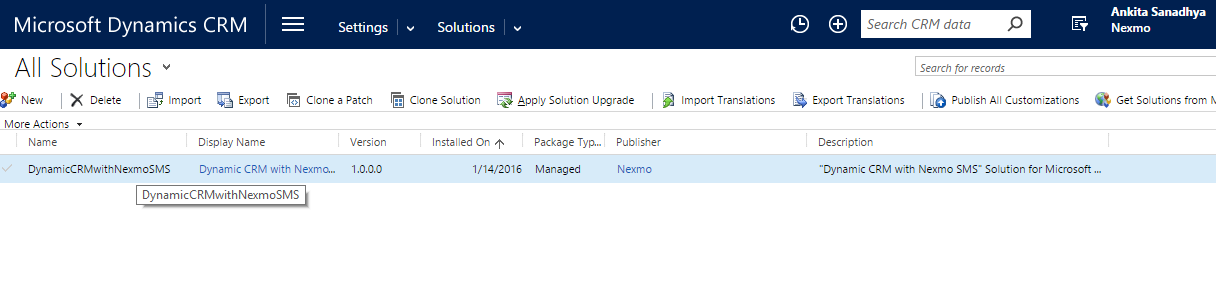 Microsoft Dynamics CRM Settings Solutions Search CRM data Ankita Sanadhya
Nexmo
All Solutions Search for records
New Delete Import Export Clone a Patch Clone Solution Apply Solution Upgrade Import Translations Export Translations Publish All Customizations Get Solutions from M
More Actions
Name Display Name Version Installed On Package Typ... Publisher Description
DynamicCRMwithNexmoSMS Dynamic CRM with Nexmo... 1.0.0.0 1/14/2016 Managed Nexmo "Dynamic CRM with Nexmo SMS" Solution for Microsoft ...
DynamicCRMwithNexmoSMS